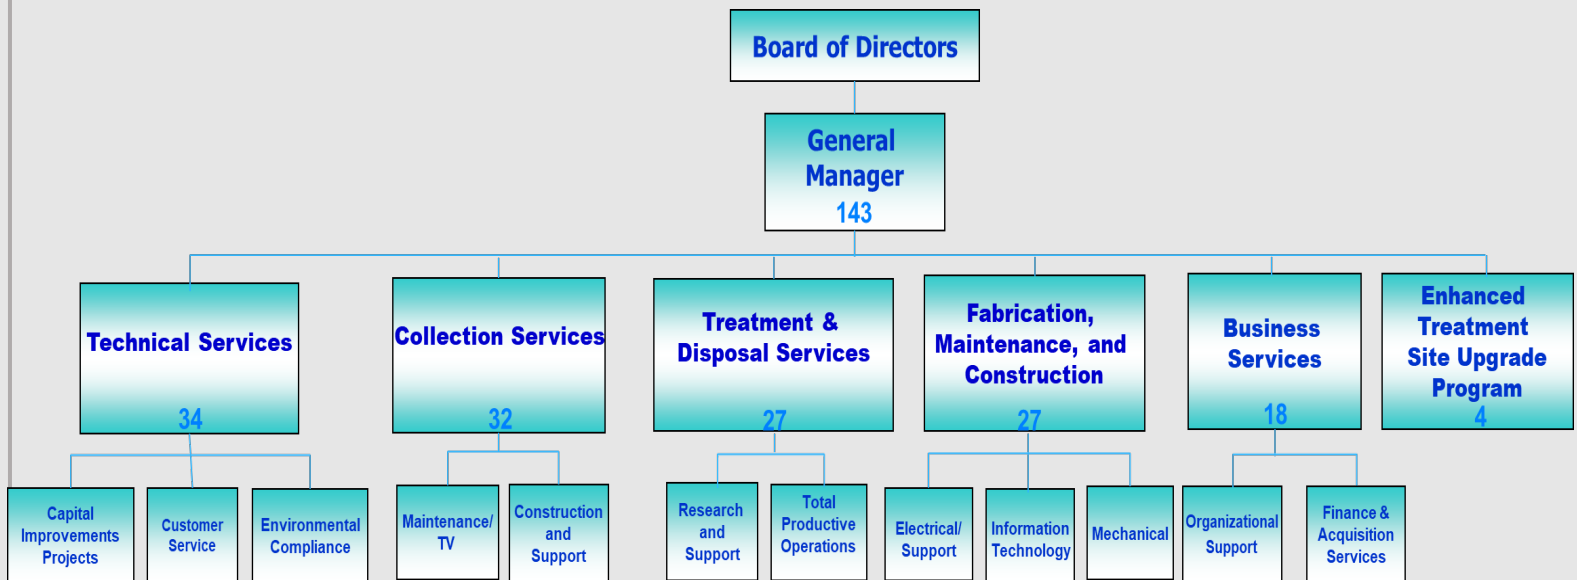 Board of Directors
General
Manager
143
Technical Services
34
Collection Services
32
Treatment &
Disposal Services
27
Fabrication,
Maintenance, and
Construction
27
Business
Services
18
Enhanced
Treatment
Site Upgrade
Program
4
Capital
Improvements
Projects
Customer
Service
Environmental
Compliance
Maintenance/
TV
Construction
and
Support
Research
and
Support
Total
Productive
Operations
Electrical/
Support
Information
Technology
Mechanical
Organizational
Support
Finance &
Acquisition
Services